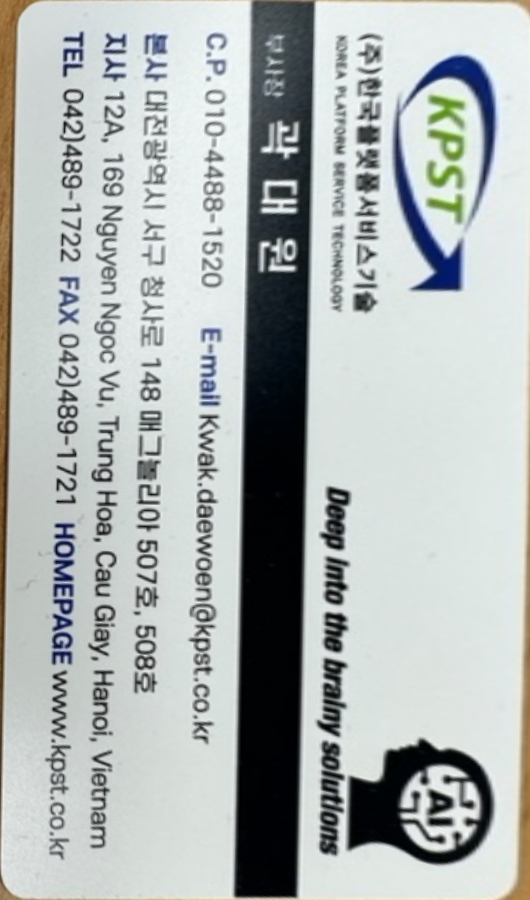 KPST
(주)한국플랫폼서비스기술
KOREA PLATFORM SERVICE TECHNOLOGY
AI
Deep into the brainy solutions
부사장 곽 대 원
C.P. 010-4488-1520 E-mail Kwak.daewoen@kpst.co.kr
본사 대전광역시 서구 청사로 148 매그놀리아 507호, 508호
지사 12A, 169 Nguyen Ngoc Vu, Trung Hoa, Cau Giay, Hanoi, Vietnam
TEL 042)489-1722 FAX 042)489-1721 HOMEPAGE www.kpst.co.kr